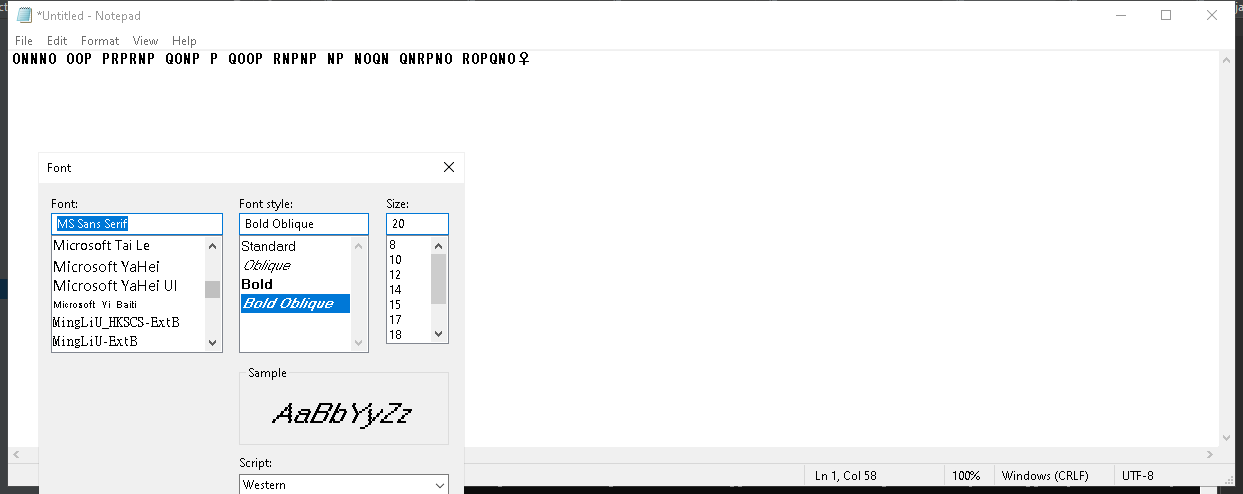 *Untitled - Notepad
File Edit Format View Help
ONNNO OOP PRPRNP QONP P QOOP RNPNP NP NOQN QNRPNO ROPQNO♀
Font
Font: Font style: Size:
MS Sans Serif Bold Oblique 20
Microsoft Tai Le Standard 8
Microsoft YaHei Oblique 10
Microsoft YaHei UI Bold 12
Microsoft Yi Baiti Bold Oblique 14
MingLiU_HKSCS-ExtB 15
MingLiU-ExtB 17
18
Sample
AaBbYyZz
Script:
Western
Ln 1, Col 58 100% Windows (CRLF) UTF-8